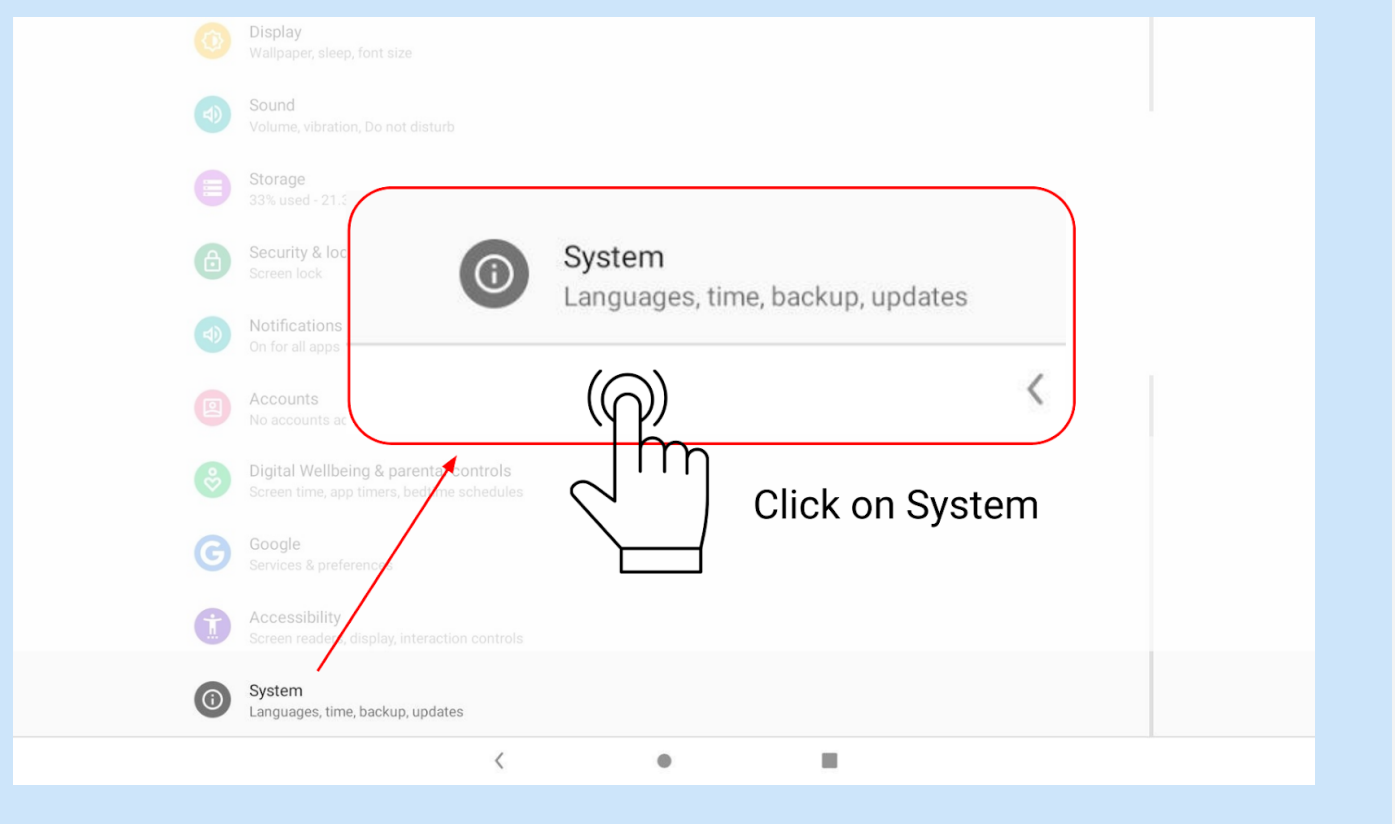 Display
Wallpaper, sleep, font size
Sound
Volume, vibration, Do not disturb
Storage
33% used - 21.3
Security & loc
Screen lock
System
Languages, time, backup, updates
Notifications
On for all apps
Accounts
No accounts ac
Digital Wellbeing & parental controls
Screen time, app timers, bedtime schedules
Click on System
Google
Services & preferences
Accessibility
Screen readers, display, interaction controls
System
Languages, time, backup, updates